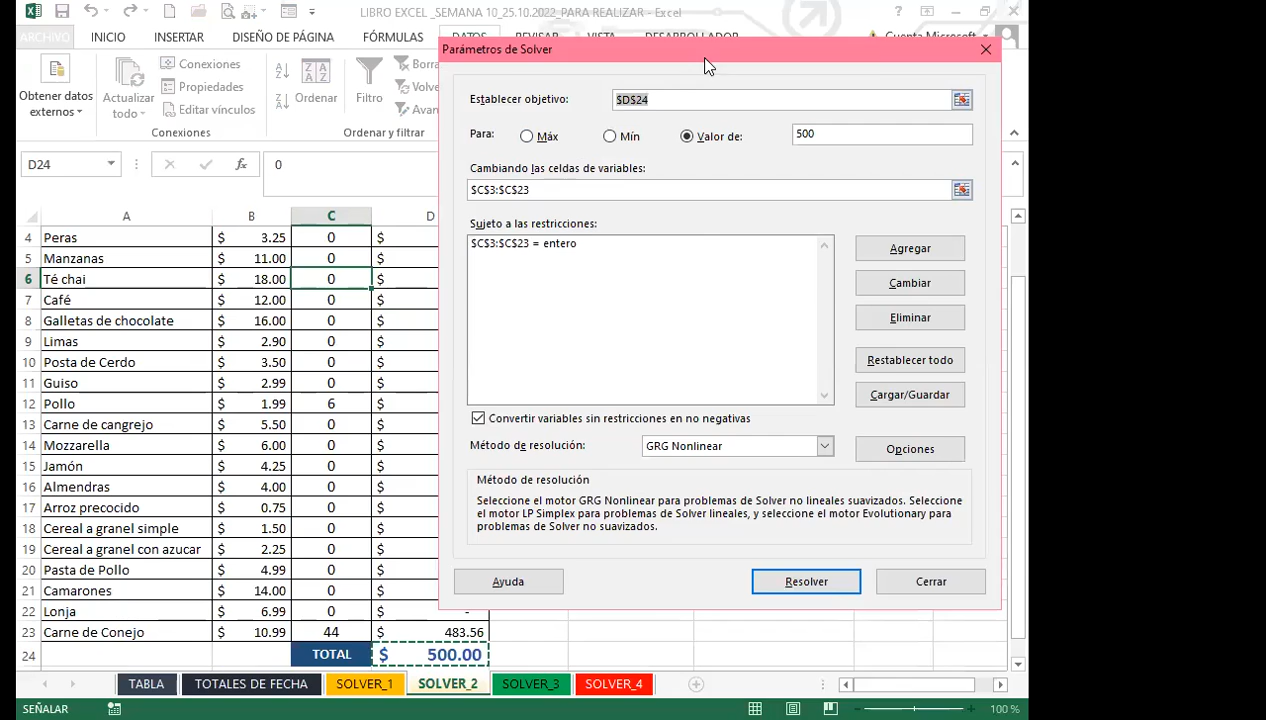 LIBRO EXCEL _SEMANA 10_25.10.2022_PARA REALIZAR - Excel
ARCHIVO INICIO INSERTAR DISEÑO DE PÁGINA FÓRMULAS DATOS REVISAR VISTA DESARROLLADOR Cuenta Microsoft
Obtener datos externos
Actualizar todo
Conexiones
Propiedades
Editar vínculos
Conexiones
Ordenar
Filtro
Borra
Volve
Avan
Ordenar y filtrar
D24 fx 0
A B C D
4 Peras $ 3.25 0 $
5 Manzanas $ 11.00 0 $
6 Té chai $ 18.00 0 $
7 Café $ 12.00 0 $
8 Galletas de chocolate $ 16.00 0 $
9 Limas $ 2.90 0 $
10 Posta de Cerdo $ 3.50 0 $
11 Guiso $ 2.99 0 $
12 Pollo $ 1.99 6 $
13 Carne de cangrejo $ 5.50 0 $
14 Mozzarella $ 6.00 0 $
15 Jamón $ 4.25 0 $
16 Almendras $ 4.00 0 $
17 Arroz precocido $ 0.75 0 $
18 Cereal a granel simple $ 1.50 0 $
19 Cereal a granel con azucar $ 2.25 0 $
20 Pasta de Pollo $ 4.99 0 $
21 Camarones $ 14.00 0 $
22 Lonja $ 6.99 0 $ -
23 Carne de Conejo $ 10.99 44 $ 483.56
24 TOTAL $ 500.00
Parámetros de Solver
Establecer objetivo: $D$24
Para: Máx Mín Valor de: 500
Cambiando las celdas de variables:
$C$3:$C$23
Sujeto a las restricciones:
$C$3:$C$23 = entero
Agregar
Cambiar
Eliminar
Restablecer todo
Cargar/Guardar
Convertir variables sin restricciones en no negativas
Método de resolución: GRG Nonlinear Opciones
Método de resolución
Seleccione el motor GRG Nonlinear para problemas de Solver no lineales suavizados. Seleccione
el motor LP Simplex para problemas de Solver lineales, y seleccione el motor Evolutionary para
problemas de Solver no suavizados.
Ayuda Resolver Cerrar
TABLA TOTALES DE FECHA SOLVER_1 SOLVER_2 SOLVER_3 SOLVER_4
SEÑALAR 100 %